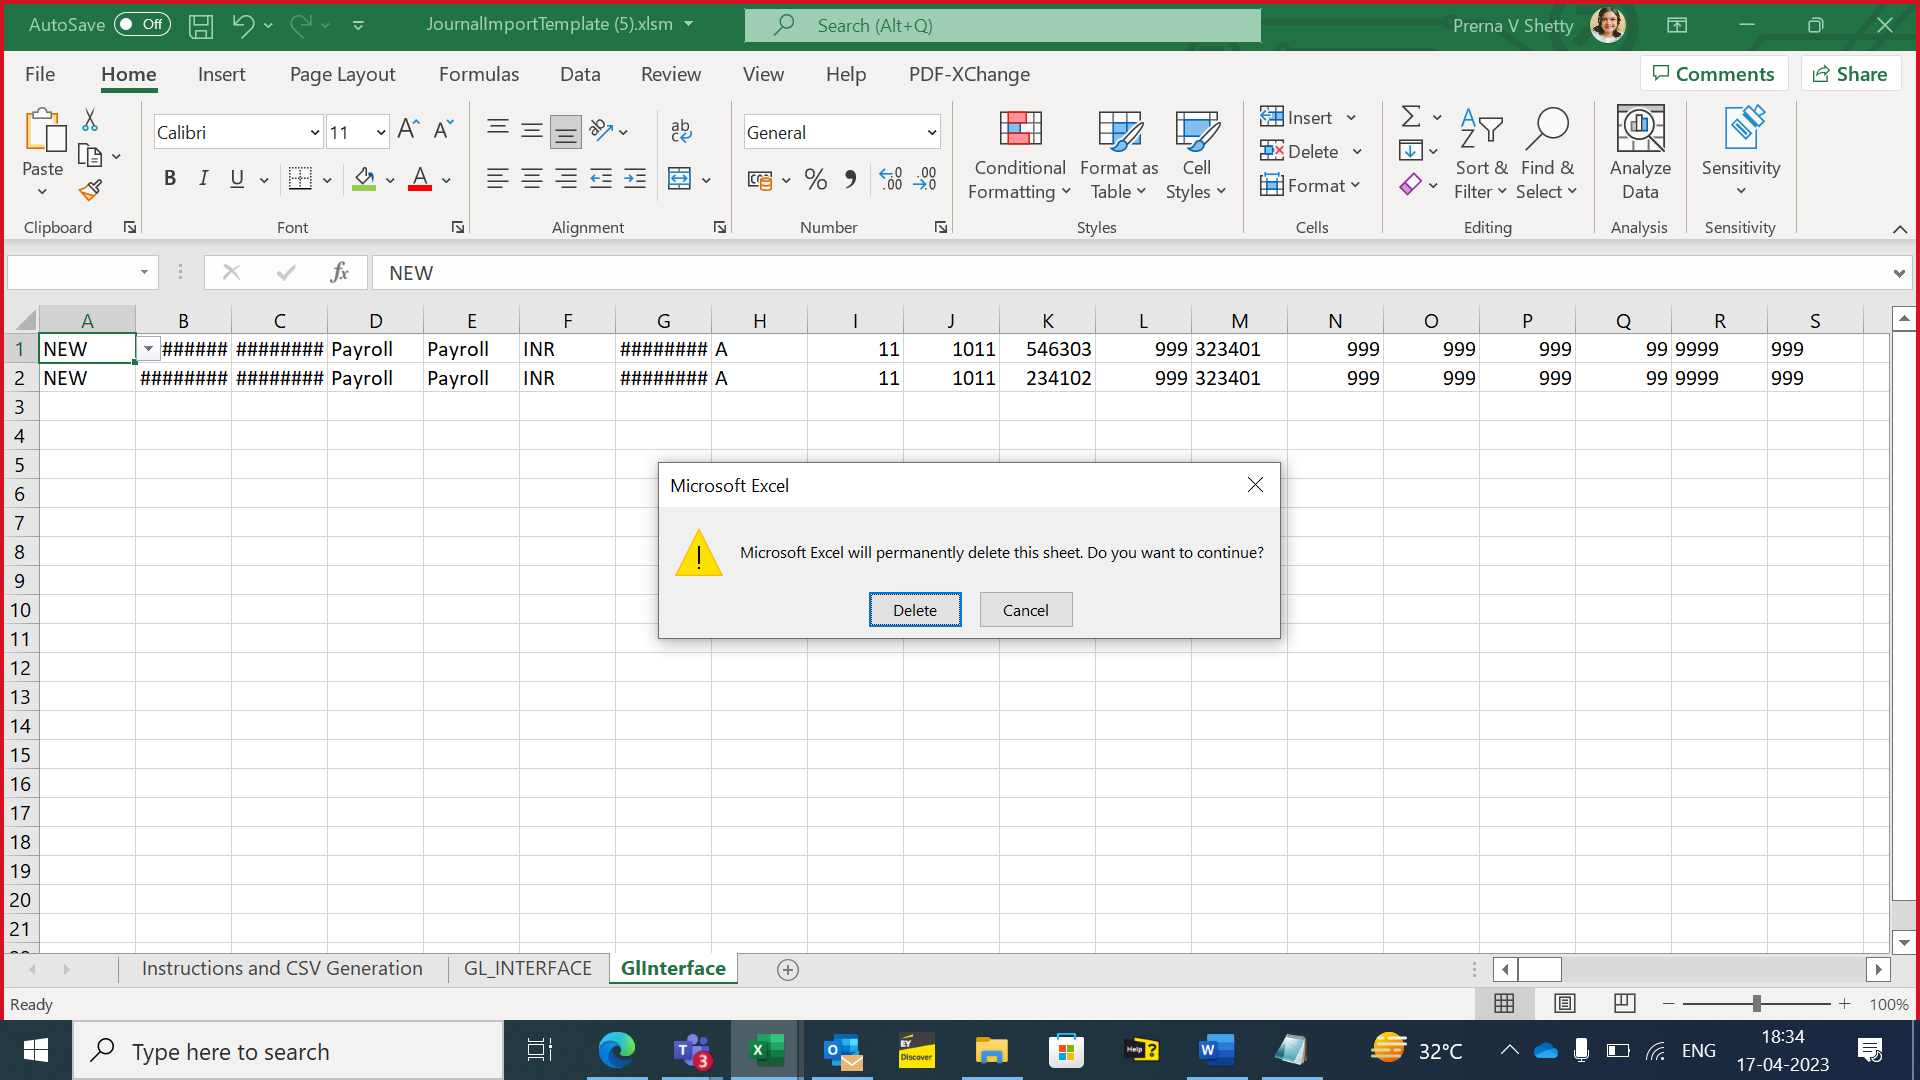 AutoSave Off JournalImportTemplate (5).xlsm Search (Alt+Q) Prerna V Shetty
File Home Insert Page Layout Formulas Data Review View Help PDF-XChange Comments Share
Paste
Clipboard
Calibri 11
B I U A
Font
ab
Alignment
General
% .00
Number
Conditional Formatting
Format as Table
Cell Styles
Styles
Insert
Delete
Format
Cells
Sort & Filter
Find & Select
Editing
Analyze Data
Analysis
Sensitivity
Sensitivity
fx NEW
A B C D E F G H I J K L M N O P Q R S
1 NEW ###### ######## Payroll Payroll INR ######## A 11 1011 546303 999 323401 999 999 999 99 9999 999
2 NEW ######## ######## Payroll Payroll INR ######## A 11 1011 234102 999 323401 999 999 999 99 9999 999
3
4
5
6
7
8
9
10
11
12
13
14
15
16
17
18
19
20
21
Microsoft Excel
Microsoft Excel will permanently delete this sheet. Do you want to continue?
Delete Cancel
Instructions and CSV Generation GL_INTERFACE GlInterface
Ready 100%
Type here to search 32°C ENG 18:34
17-04-2023
EY
Discover
Help ?
3